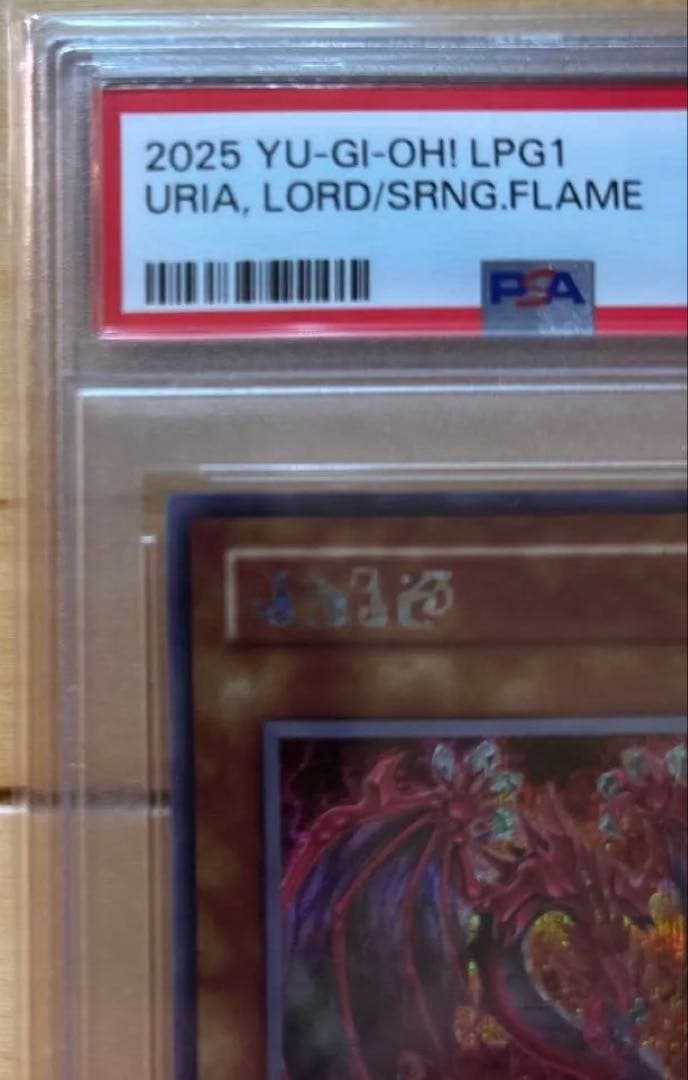 2025 YU-GI-OH! LPG1
URIA, LORD/SRNG.FLAME
PSA